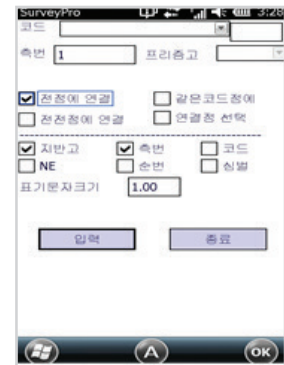 SurveyPro 3:28
코드
측번 1 프리즘고
전점에 연결 같은코드점에
전전점에 연결 연결점 선택
지반고 측번 코드
NE 순번 심벌
표기문자크기 1.00
입력 종료
A OK